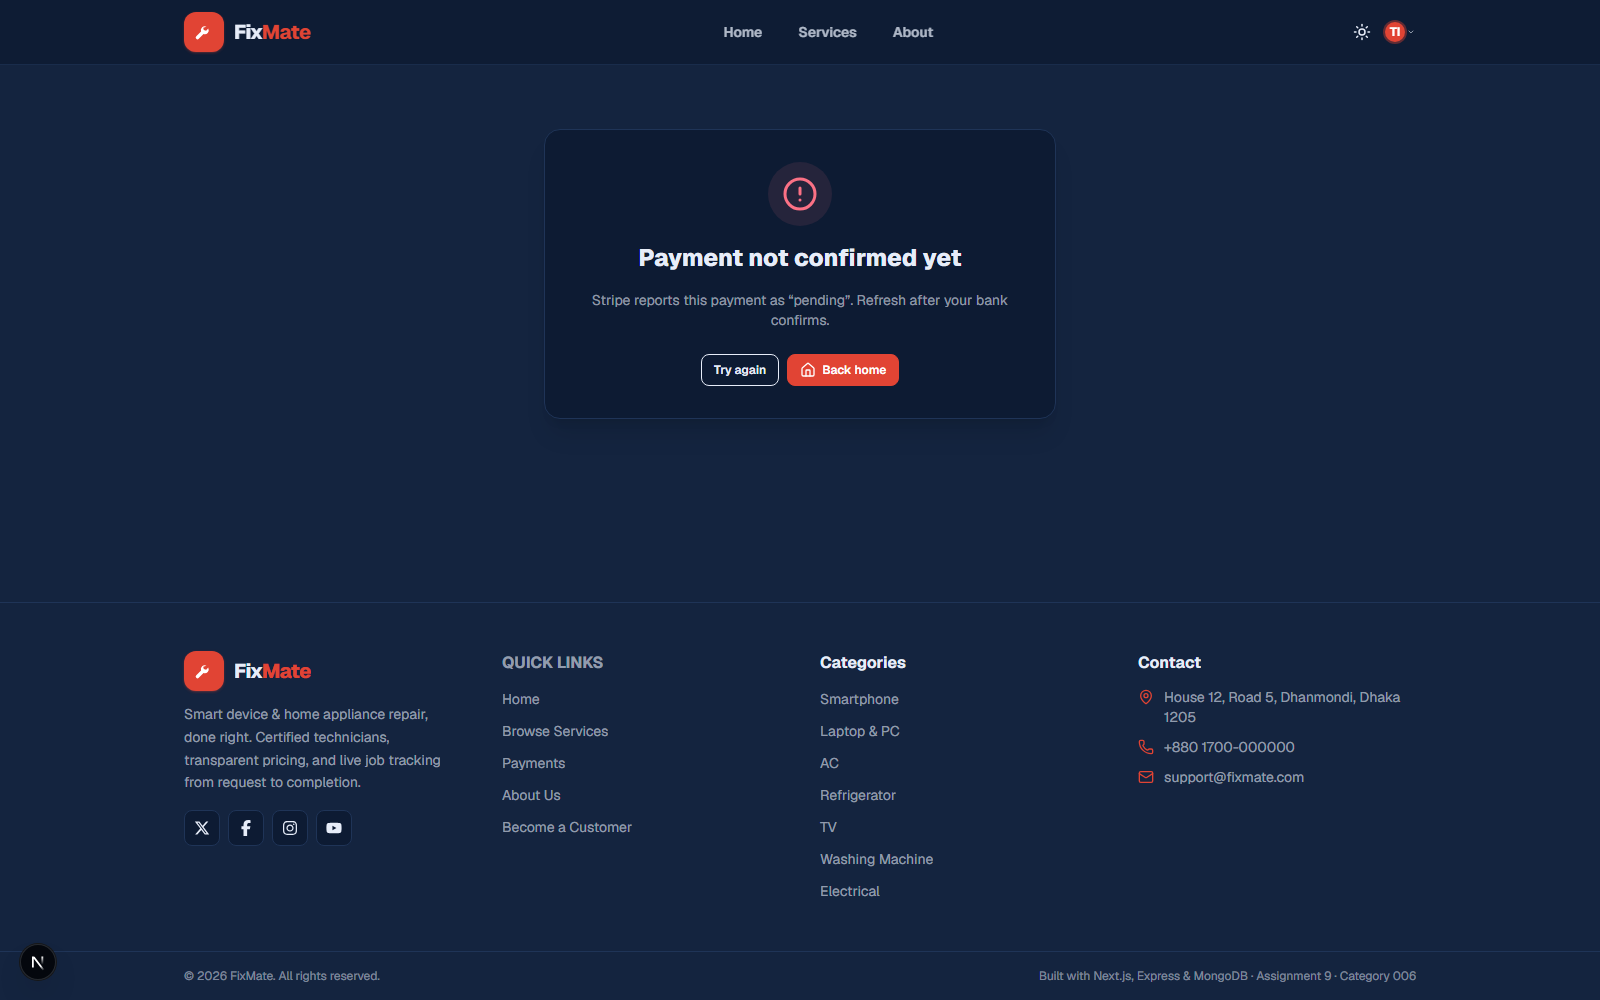 FixMate
Home Services About
TI
Payment not confirmed yet
Stripe reports this payment as “pending”. Refresh after your bank
confirms.
Try again
Back home
FixMate
Smart device & home appliance repair,
done right. Certified technicians,
transparent pricing, and live job tracking
from request to completion.
QUICK LINKS
Home
Browse Services
Payments
About Us
Become a Customer
Categories
Smartphone
Laptop & PC
AC
Refrigerator
TV
Washing Machine
Electrical
Contact
House 12, Road 5, Dhanmondi, Dhaka
1205
+880 1700-000000
support@fixmate.com
N
© 2026 FixMate. All rights reserved.
Built with Next.js, Express & MongoDB · Assignment 9 · Category 006